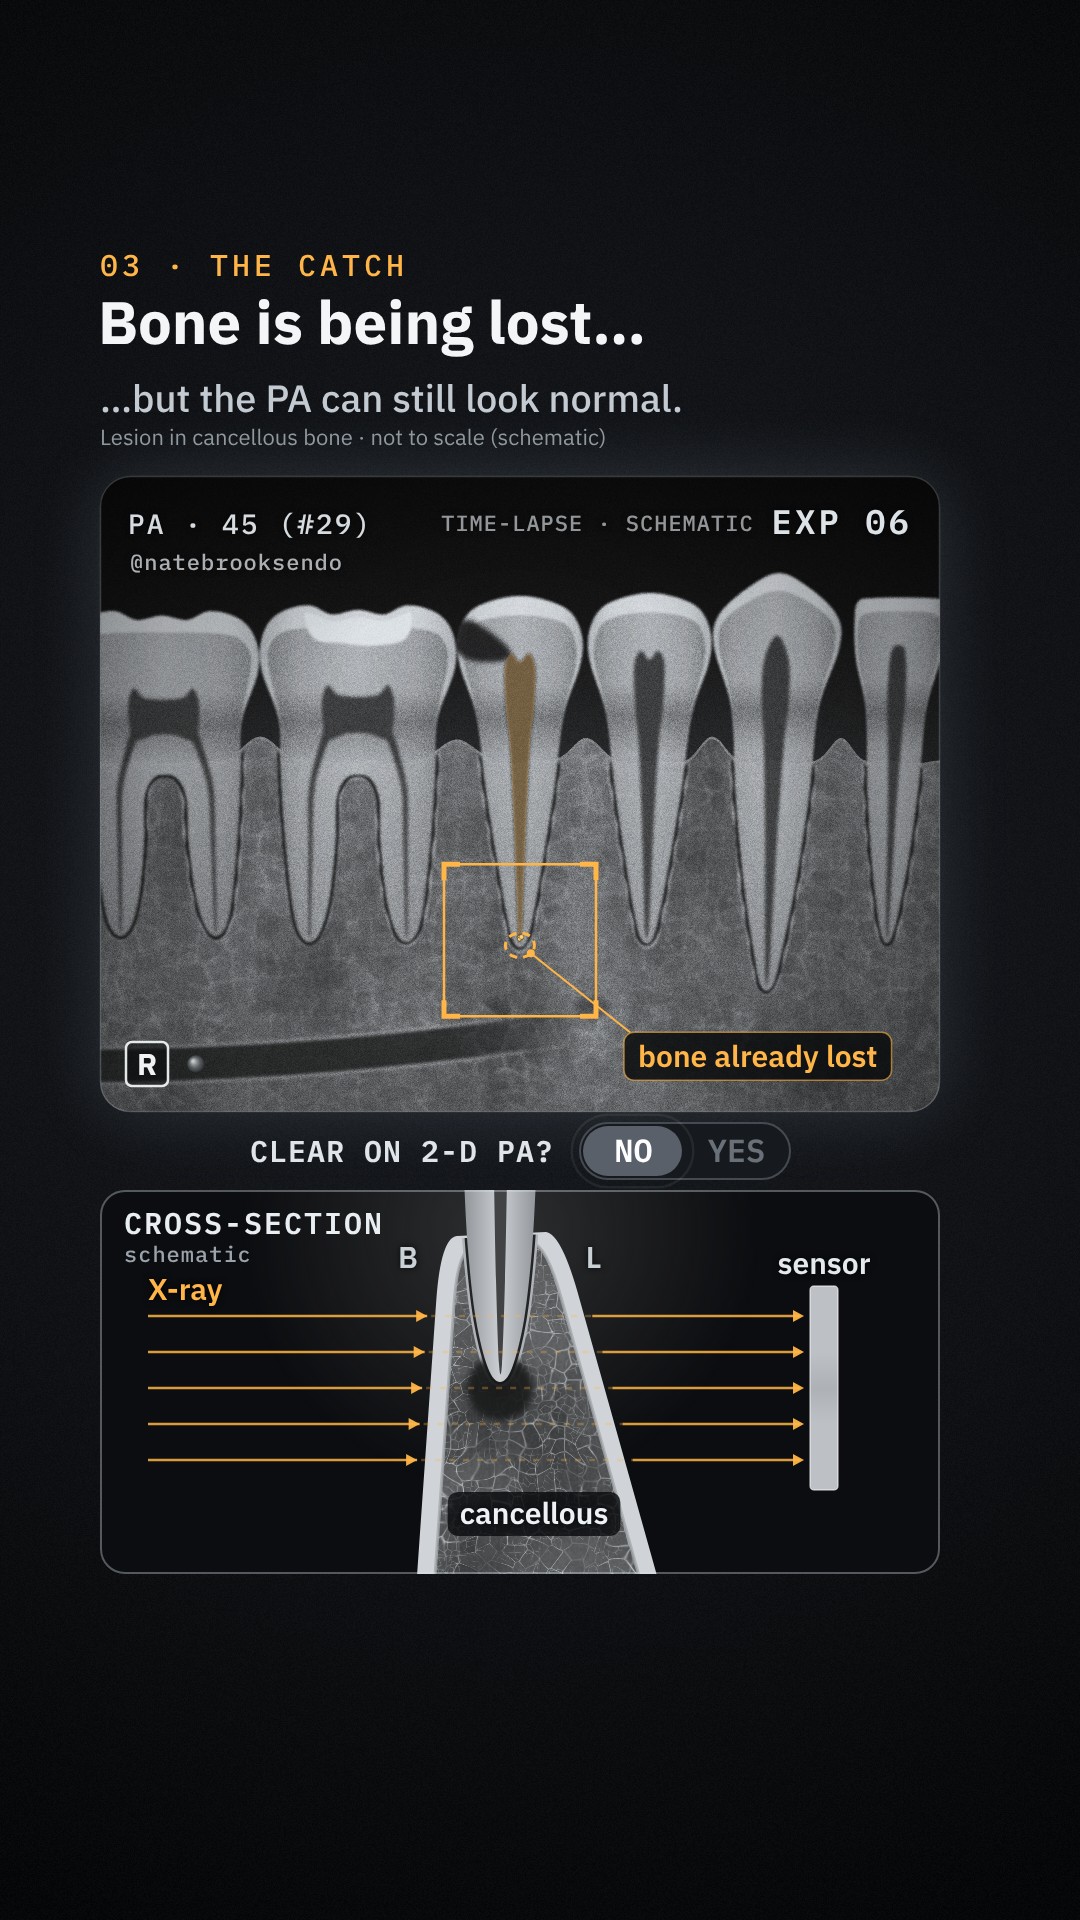 03 · THE CATCH
Bone is being lost...
...but the PA can still look normal.
Lesion in cancellous bone · not to scale (schematic)
PA · 45 (#29)
TIME-LAPSE · SCHEMATIC EXP 06
@natebrooksendo
bone already lost
R
CLEAR ON 2-D PA? NO YES
CROSS-SECTION
schematic
B
L
sensor
X-ray
cancellous